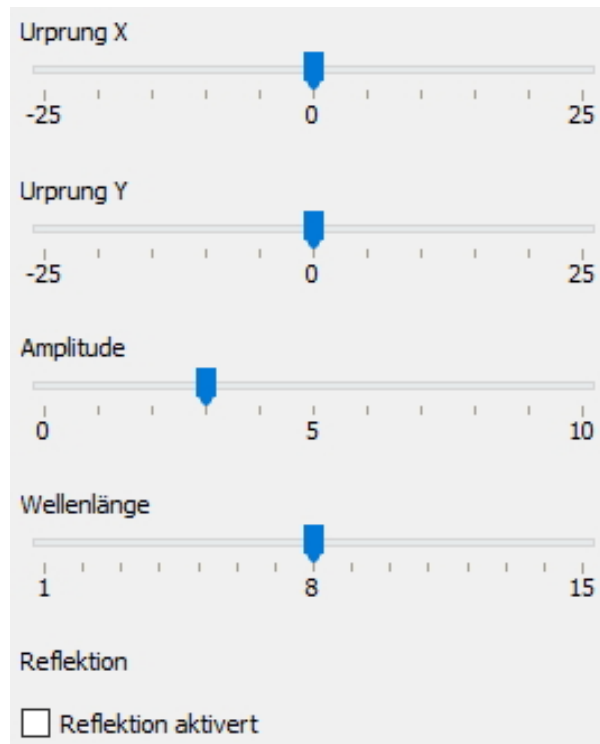 Urprung X
-25 0 25
Urprung Y
-25 0 25
Amplitude
0 5 10
Wellenlänge
1 8 15
Reflektion
Reflektion aktivert